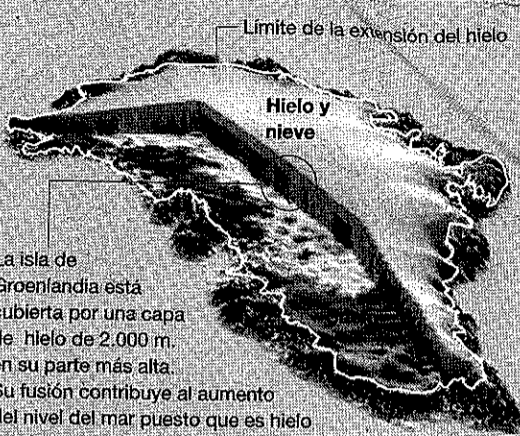 Límite de la extensión del hielo
Hielo y
nieve
La isla de
Groenlandia está
cubierta por una capa
de hielo de 2.000 m.
en su parte más alta.
Su fusión contribuye al aumento
del nivel del mar puesto que es hielo